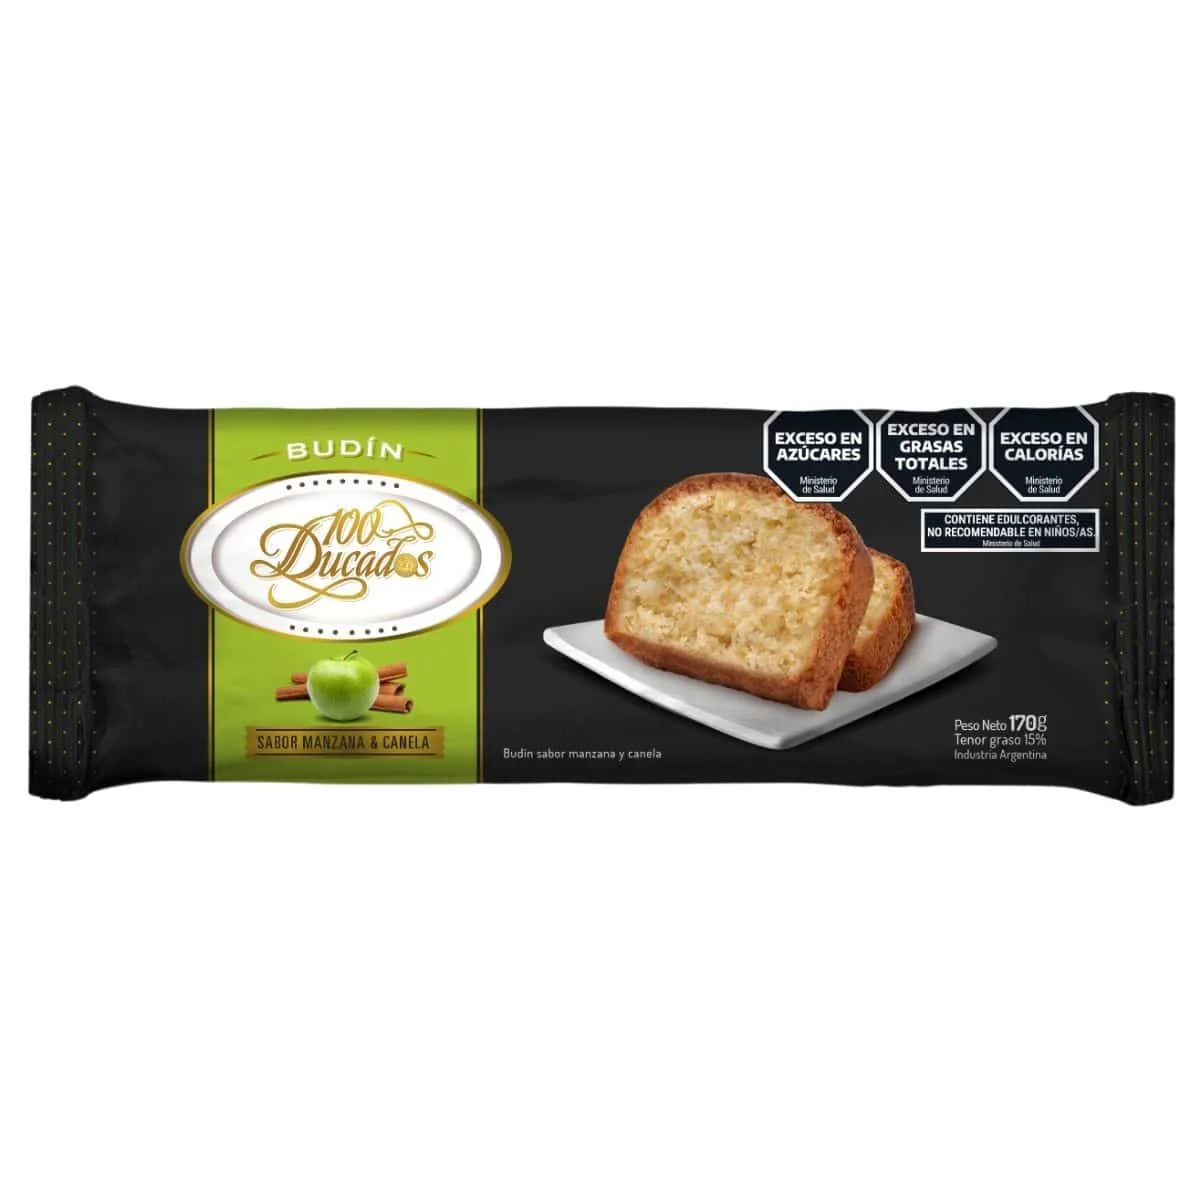 BUDÍN
100
Ducados
SABOR MANZANA & CANELA
Budín sabor manzana y canela
EXCESO EN
AZÚCARES
Ministerio
de Salud
EXCESO EN
GRASAS
TOTALES
Ministerio
de Salud
EXCESO EN
CALORÍAS
Ministerio
de Salud
CONTIENE EDULCORANTES,
NO RECOMENDABLE EN NIÑOS/AS.
Ministerio de Salud
Peso Neto 170g
Tenor graso 15%
Industria Argentina